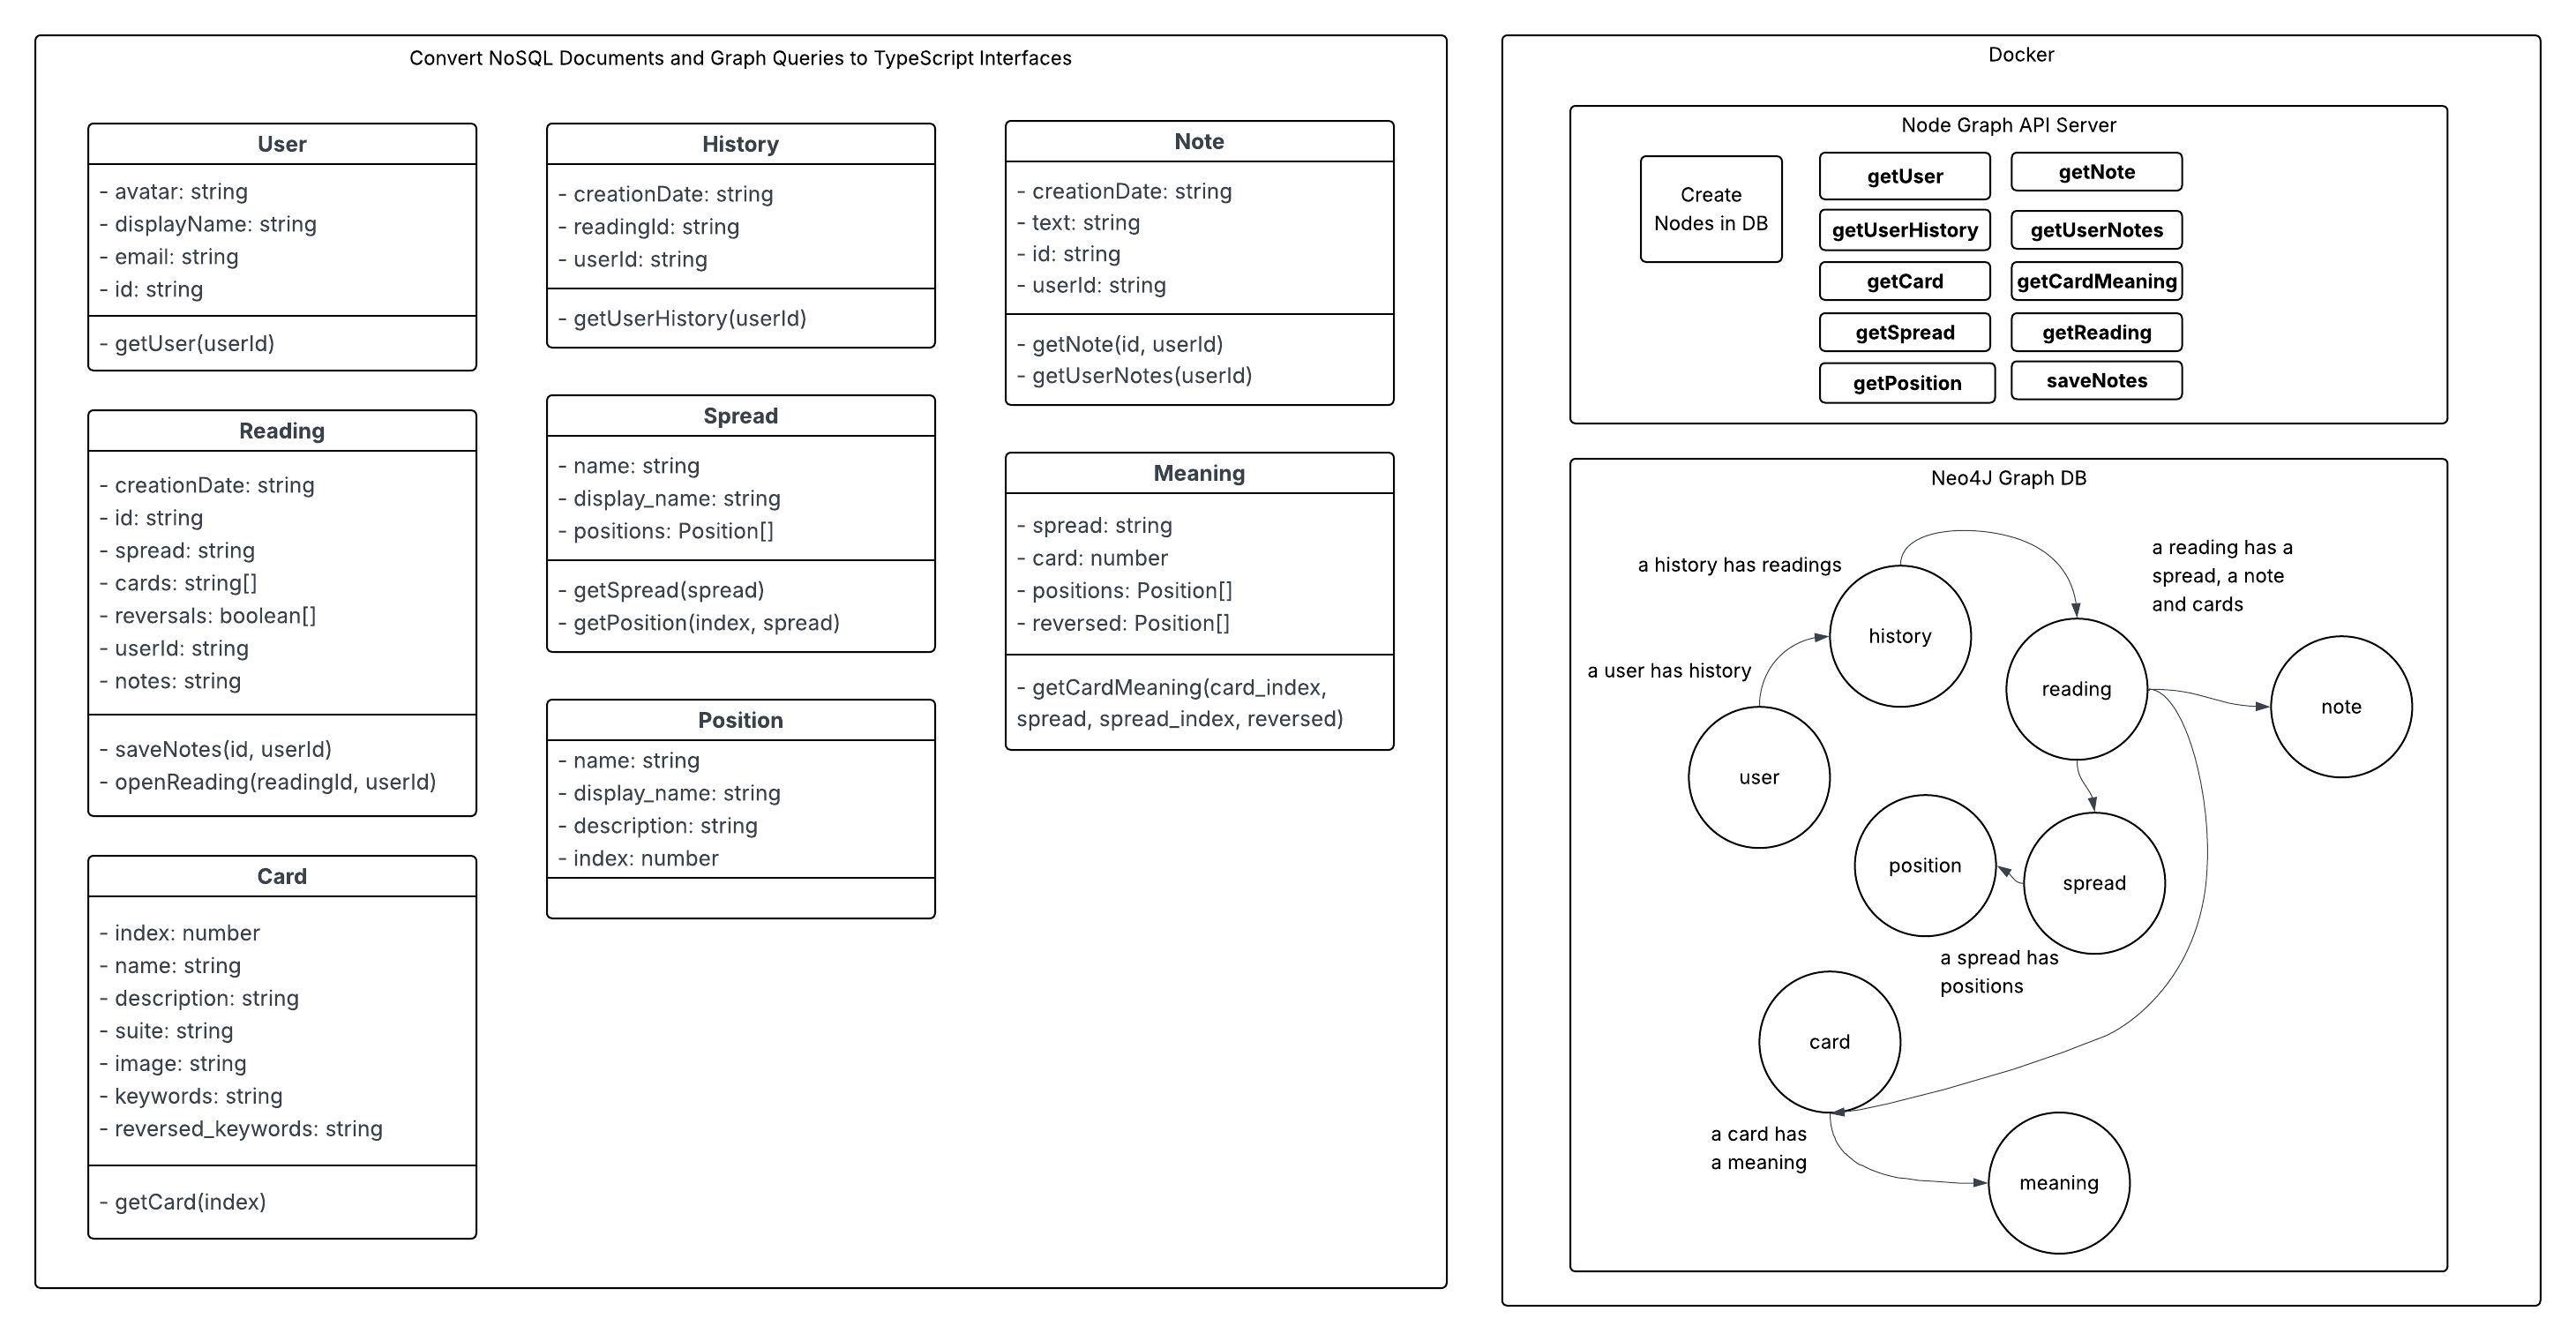 Convert NoSQL Documents and Graph Queries to TypeScript Interfaces
User
- avatar: string
- displayName: string
- email: string
- id: string
- getUser(userId)
Reading
- creationDate: string
- id: string
- spread: string
- cards: string[]
- reversals: boolean[]
- userId: string
- notes: string
- saveNotes(id, userId)
- openReading(readingId, userId)
Card
- index: number
- name: string
- description: string
- suite: string
- image: string
- keywords: string
- reversed_keywords: string
- getCard(index)
History
- creationDate: string
- readingId: string
- userId: string
- getUserHistory(userId)
Spread
- name: string
- display_name: string
- positions: Position[]
- getSpread(spread)
- getPosition(index, spread)
Position
- name: string
- display_name: string
- description: string
- index: number
Note
- creationDate: string
- text: string
- id: string
- userId: string
- getNote(id, userId)
- getUserNotes(userId)
Meaning
- spread: string
- card: number
- positions: Position[]
- reversed: Position[]
- getCardMeaning(card_index,
spread, spread_index, reversed)
Docker
Node Graph API Server
Create
Nodes in DB
getUser
getNote
getUserHistory
getUserNotes
getCard
getCardMeaning
getSpread
getReading
getPosition
saveNotes
Neo4J Graph DB
a history has readings
a reading has a
spread, a note
and cards
history
a user has history
reading
note
user
position
spread
a spread has
positions
card
a card has
a meaning
meaning